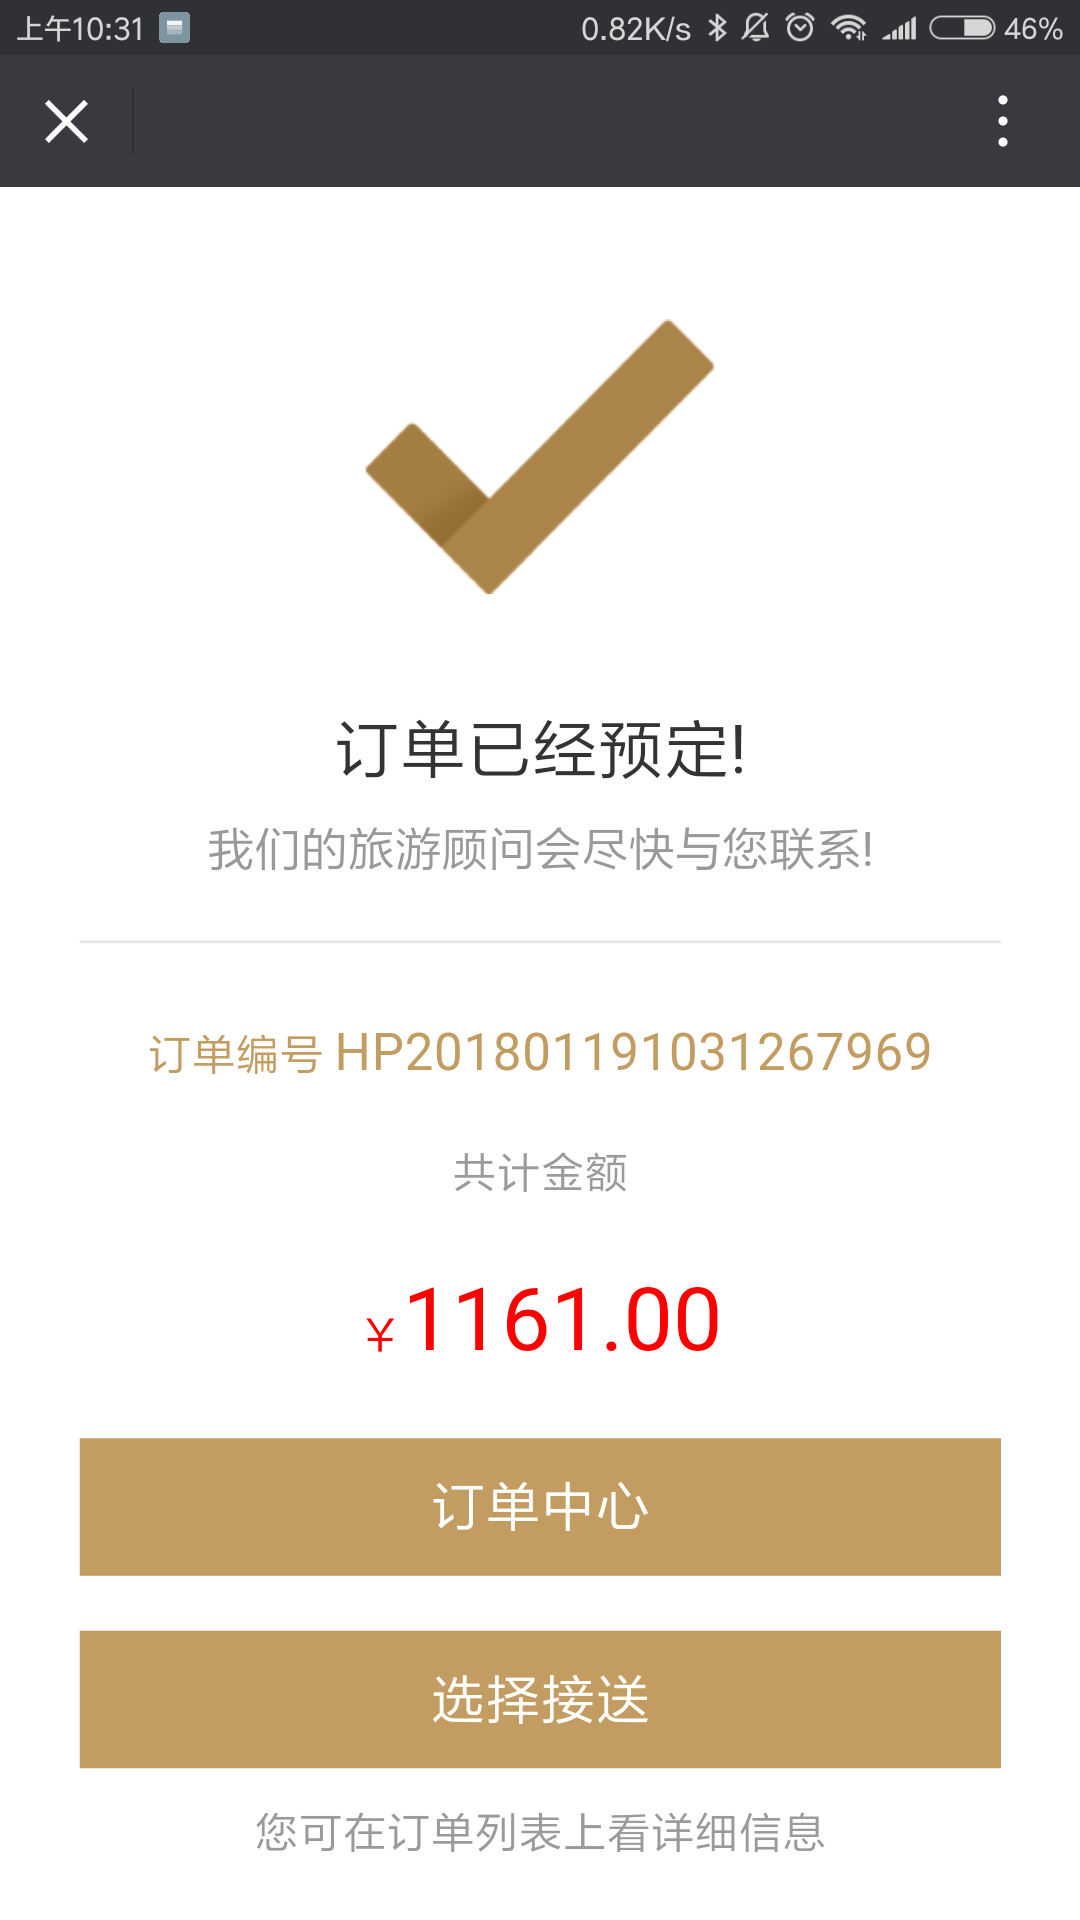 上午10:31 0.82K/s 46%
订单已经预定!
我们的旅游顾问会尽快与您联系!
订单编号 HP201801191031267969
共计金额
¥1161.00
订单中心
选择接送
您可在订单列表上看详细信息